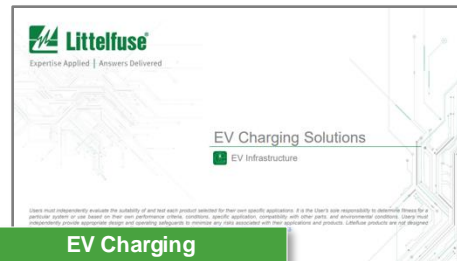 Littelfuse®
Expertise Applied | Answers Delivered
EV Charging Solutions
EV Infrastructure
Users must independently evaluate the suitability of and test each product selected for their own specific applications. It is the User's sole responsibility to determine fitness for a
particular system or use based on their own performance criteria, conditions, specific application, compatibility with other parts, and environmental conditions. Users must
independently provide appropriate design and operating safeguards to minimize any risks associated with their applications and products. Littelfuse products are not designed
EV Charging